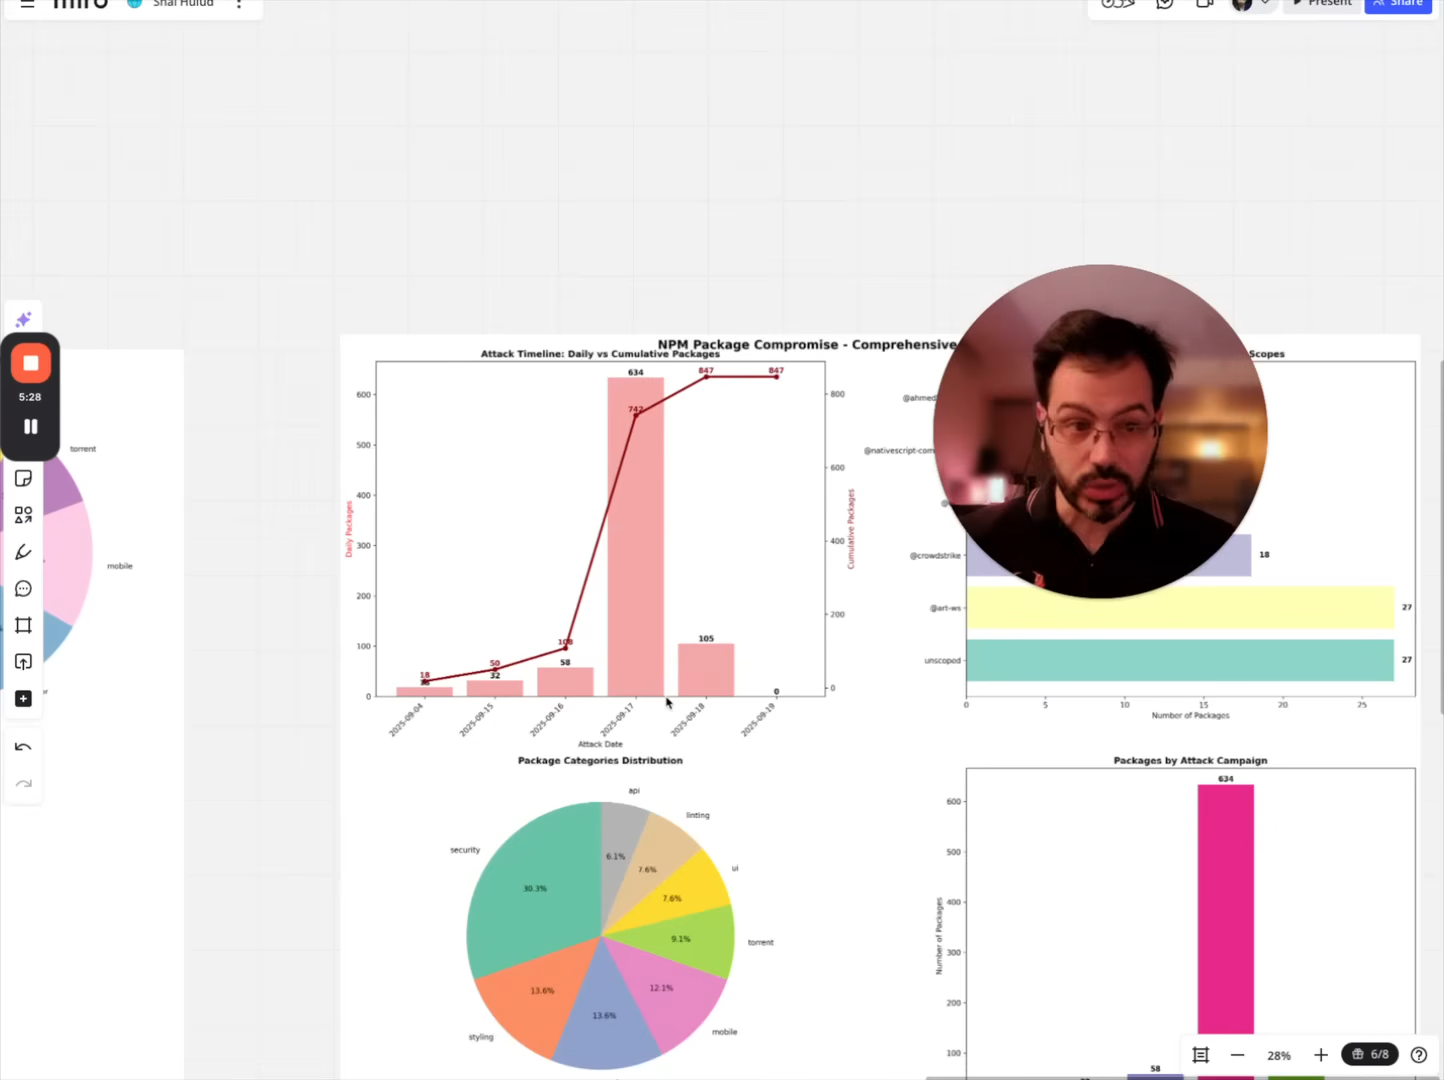 miro
Shai Hulud
Present
Share
5:28
torrent
mobile
NPM Package Compromise - Comprehensive
Attack Timeline: Daily vs Cumulative Packages
Scopes
634
847
847
742
18
50
108
32
58
105
0
600
500
400
300
200
100
0
800
600
400
200
0
Daily Packages
Cumulative Packages
2025-09-04
2025-09-15
2025-09-16
2025-09-17
2025-09-18
2025-09-19
Attack Date
@ahmed
@nativescript-com
@crowdstrike
18
@art-ws
27
unscoped
27
0
5
10
15
20
25
Number of Packages
Package Categories Distribution
api
linting
ui
torrent
mobile
styling
security
6.1%
7.6%
7.6%
9.1%
12.1%
13.6%
13.6%
30.3%
Packages by Attack Campaign
634
600
500
400
300
200
100
Number of Packages
58
28%
6/8